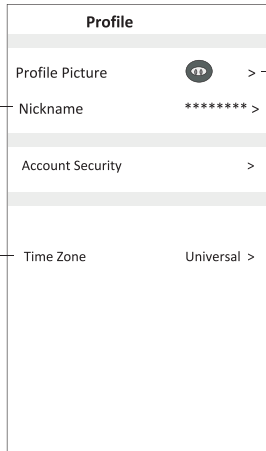 Profile
Profile Picture >
Nickname ******** >
Account Security >
Time Zone Universal >